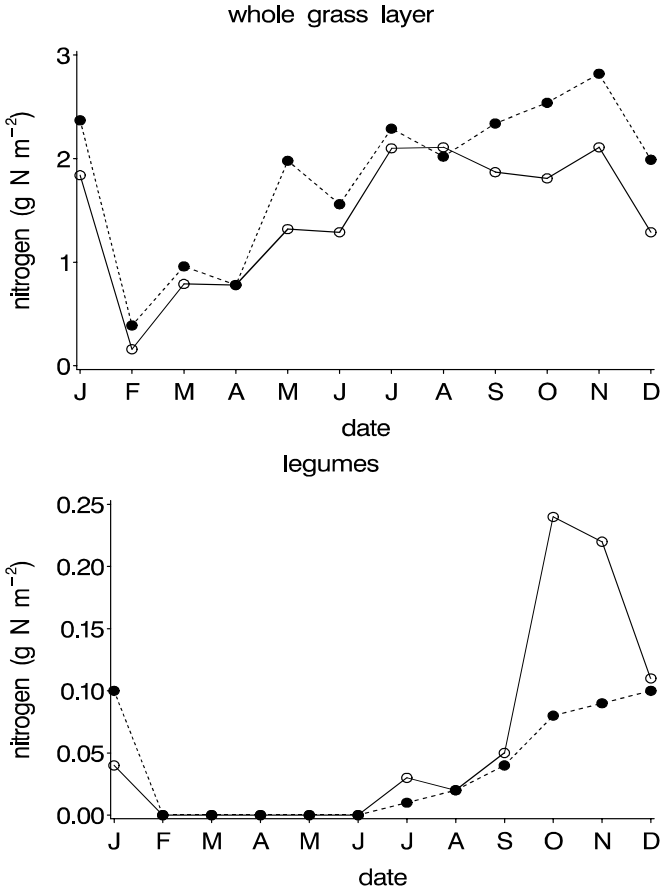 whole grass layer
nitrogen (g N m⁻²)
3
2
1
0
J F M A M J J A S O N D
date
legumes
nitrogen (g N m⁻²)
0.25
0.20
0.15
0.10
0.05
0.00
J F M A M J J A S O N D
date